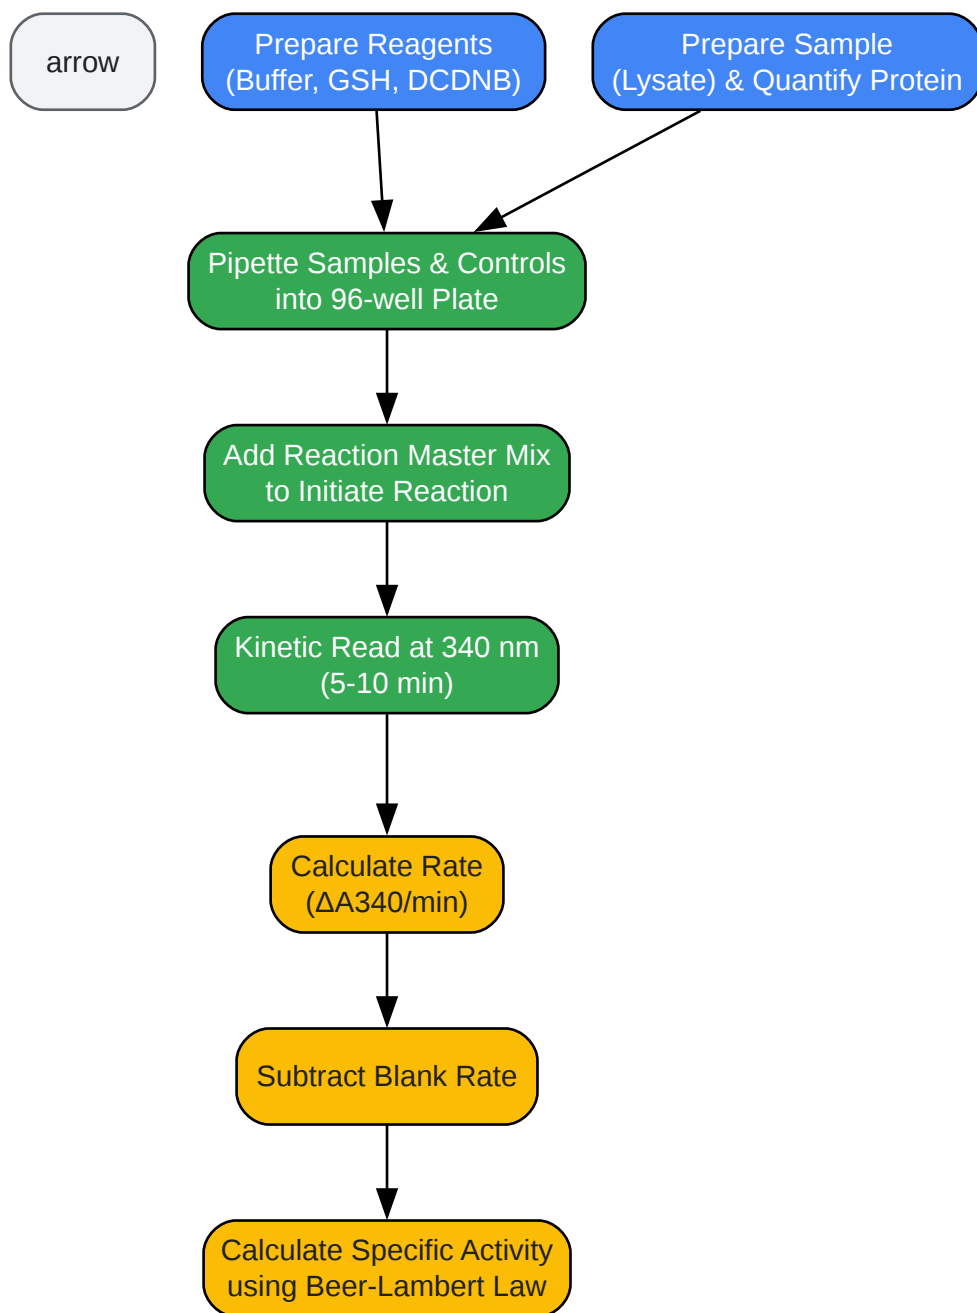 arrow
Prepare Reagents
(Buffer, GSH, DCDNB)
Prepare Sample
(Lysate) & Quantify Protein
Pipette Samples & Controls
into 96-well Plate
Add Reaction Master Mix
to Initiate Reaction
Kinetic Read at 340 nm
(5-10 min)
Calculate Rate
(ΔA340/min)
Subtract Blank Rate
Calculate Specific Activity
using Beer-Lambert Law